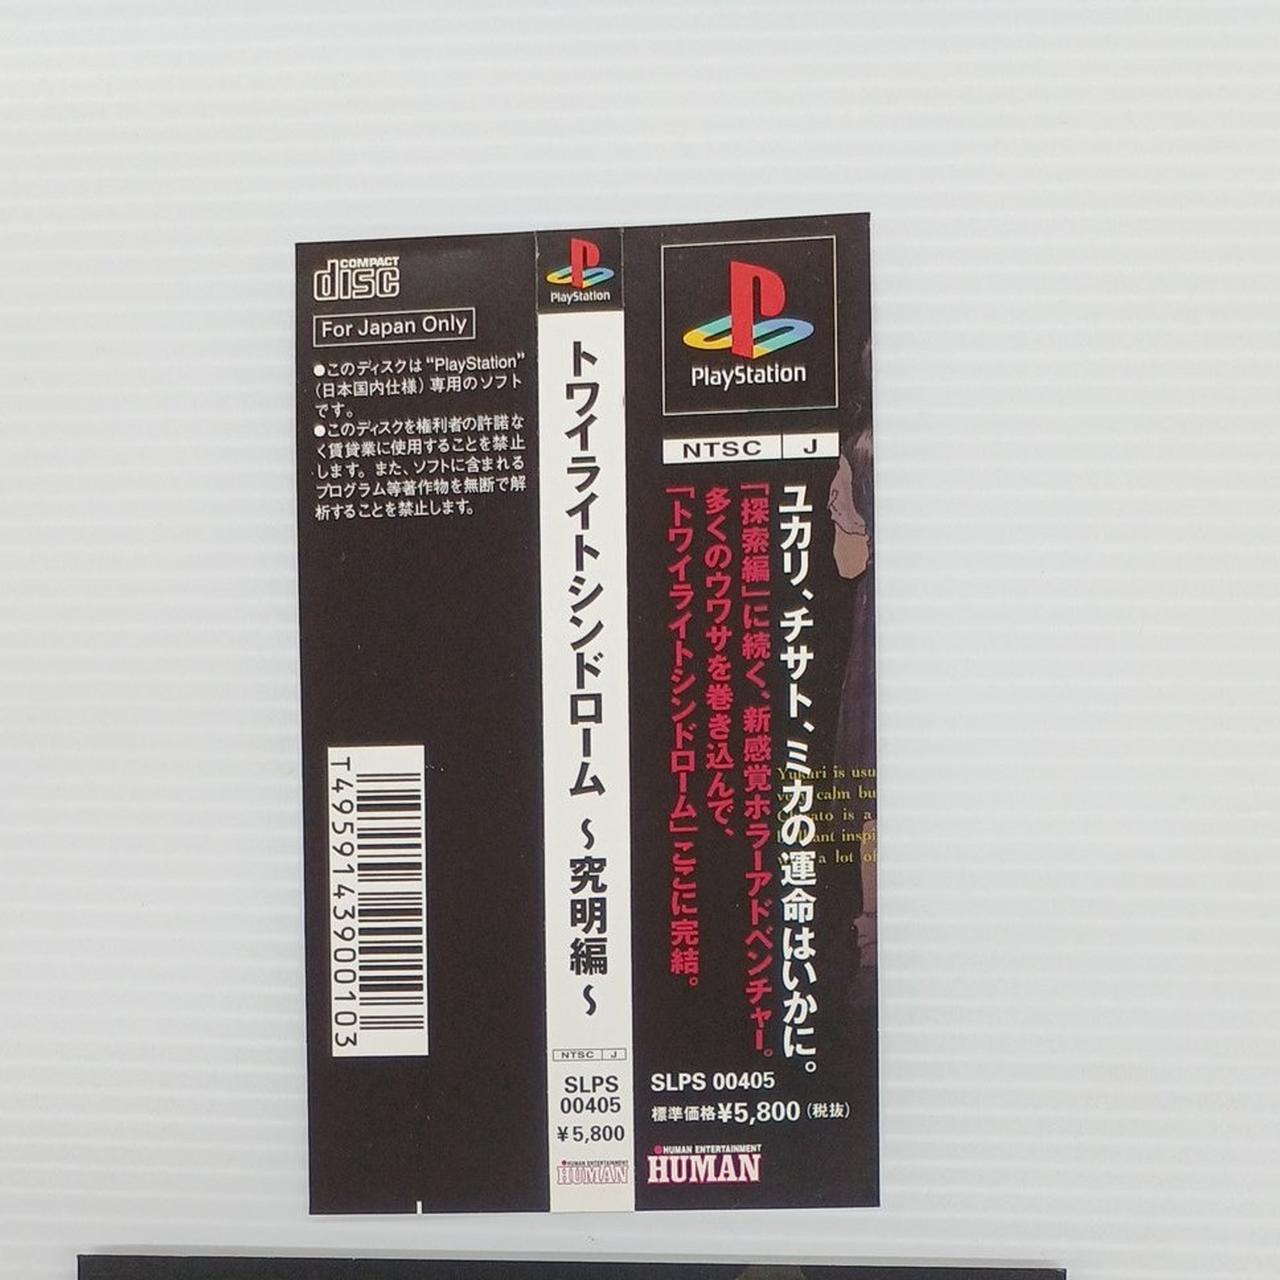 COMPACT
disc
For Japan Only
●このディスクは“PlayStation”
(日本国内仕様)専用のソフト
です。
●このディスクを権利者の許諾な
く賃貸業に使用することを禁止
します。また、ソフトに含まれる
プログラム等著作物を無断で解
析することを禁止します。
T4959143900103
PlayStation
トワイライトシンドローム ～究明編～
NTSC J
SLPS
00405
¥5,800
HUMAN ENTERTAINMENT
HUMAN
PlayStation
NTSC J
ユカリ、チサト、ミカの運命はいかに。
「探索編」に続く、新感覚ホラーアドベンチャー。
多くのウワサを巻き込んで、
「トワイライトシンドローム」ここに完結。
Yukari is usu
calm bu
is a
inspi
a lot of
SLPS 00405
標準価格¥5,800(税抜)
HUMAN ENTERTAINMENT
HUMAN